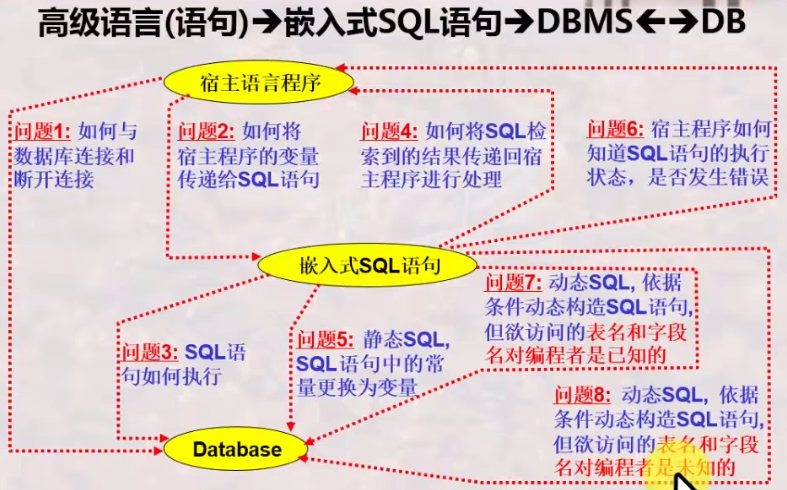 高级语言(语句)➔嵌入式SQL语句➔DBMS←➔DB
宿主语言程序
问题1: 如何与
数据库连接和
断开连接
问题2: 如何将
宿主程序的变量
传递给SQL语句
问题4: 如何将SQL检
索到的结果传递回宿
主程序进行处理
问题6: 宿主程序如何
知道SQL语句的执行
状态，是否发生错误
嵌入式SQL语句
问题3: SQL语
句如何执行
问题5: 静态SQL,
SQL语句中的常
量更换为变量
问题7: 动态SQL, 依据
条件动态构造SQL语句,
但欲访问的表名和字段
名对编程者是已知的
问题8: 动态SQL, 依据
条件动态构造SQL语句,
但欲访问的表名和字段
名对编程者是未知的
Database